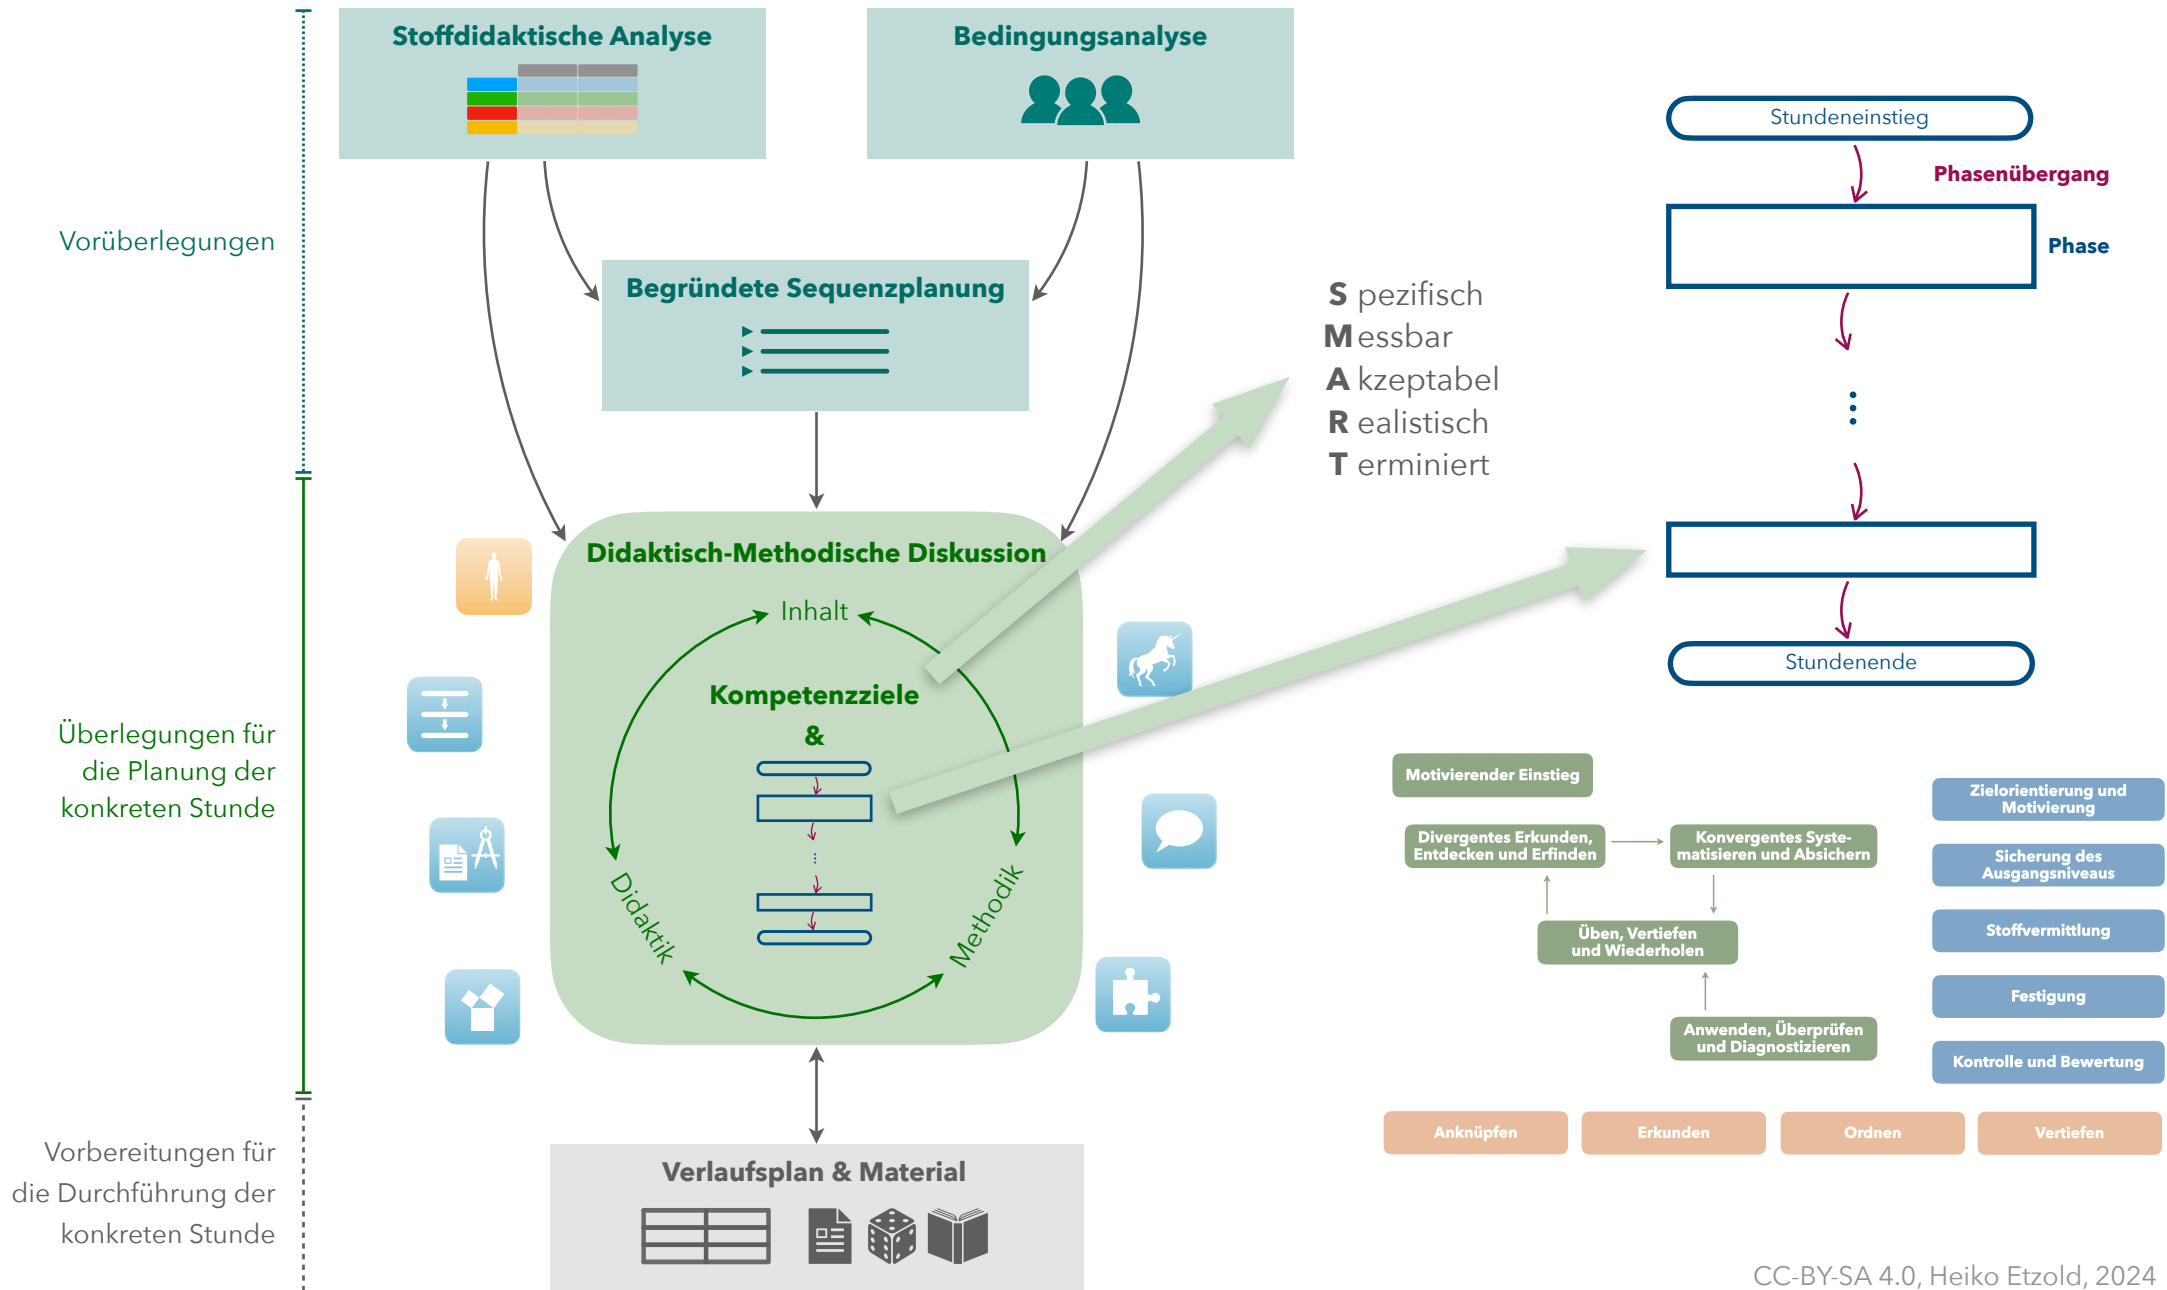 Stoffdidaktische Analyse
Bedingungsanalyse
Vorüberlegungen
Begründete Sequenzplanung
Didaktisch-Methodische Diskussion
Inhalt
Kompetenzziele
&
Didaktik
Methodik
Überlegungen für
die Planung der
konkreten Stunde
Verlaufsplan & Material
Vorbereitungen für
die Durchführung der
konkreten Stunde
S pezifisch
M essbar
A kzeptabel
R ealistisch
T erminiert
Stundeneinstieg
Phasenübergang
Phase
Stundenende
Motivierender Einstieg
Divergentes Erkunden,
Entdecken und Erfinden
Konvergentes Syste-
matisieren und Absichern
Üben, Vertiefen
und Wiederholen
Anwenden, Überprüfen
und Diagnostizieren
Zielorientierung und
Motivierung
Sicherung des
Ausgangsniveaus
Stoffvermittlung
Festigung
Kontrolle und Bewertung
Anknüpfen
Erkunden
Ordnen
Vertiefen
CC-BY-SA 4.0, Heiko Etzold, 2024